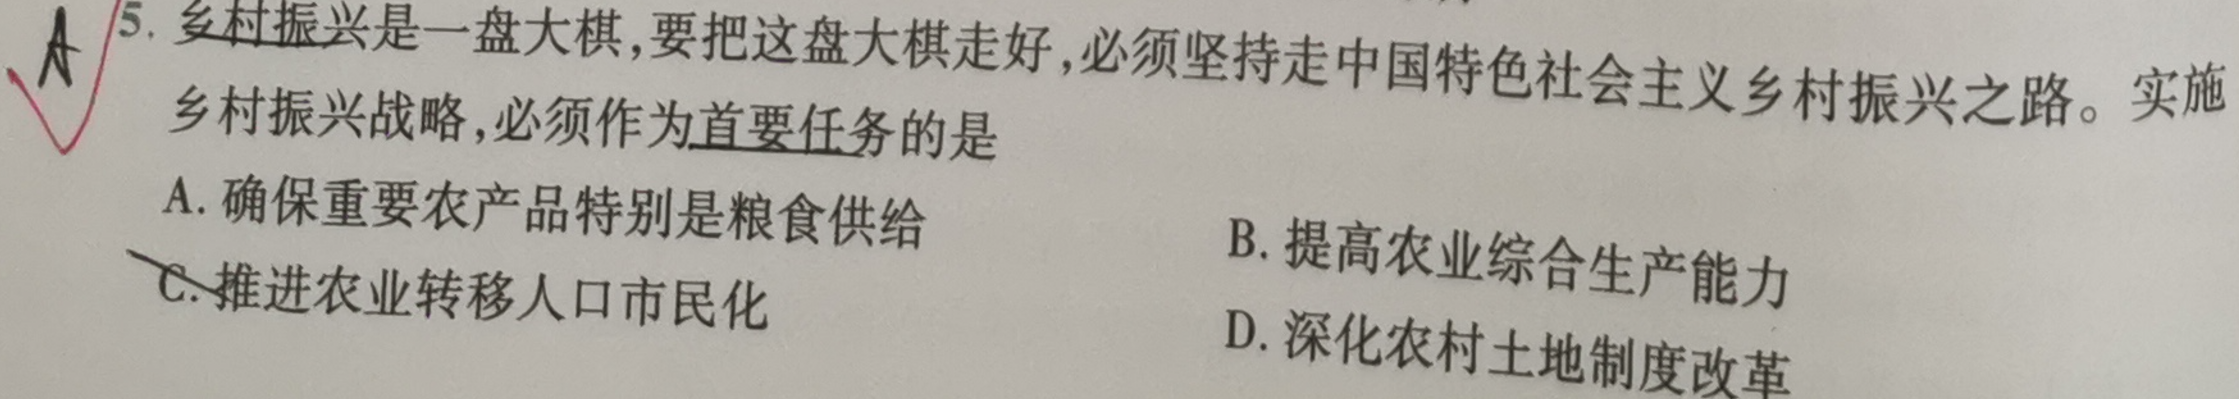 A
5. 乡村振兴是一盘大棋,要把这盘大棋走好,必须坚持走中国特色社会主义乡村振兴之路。实施
乡村振兴战略,必须作为首要任务的是
A. 确保重要农产品特别是粮食供给
B. 提高农业综合生产能力
C. 推进农业转移人口市民化
D. 深化农村土地制度改革